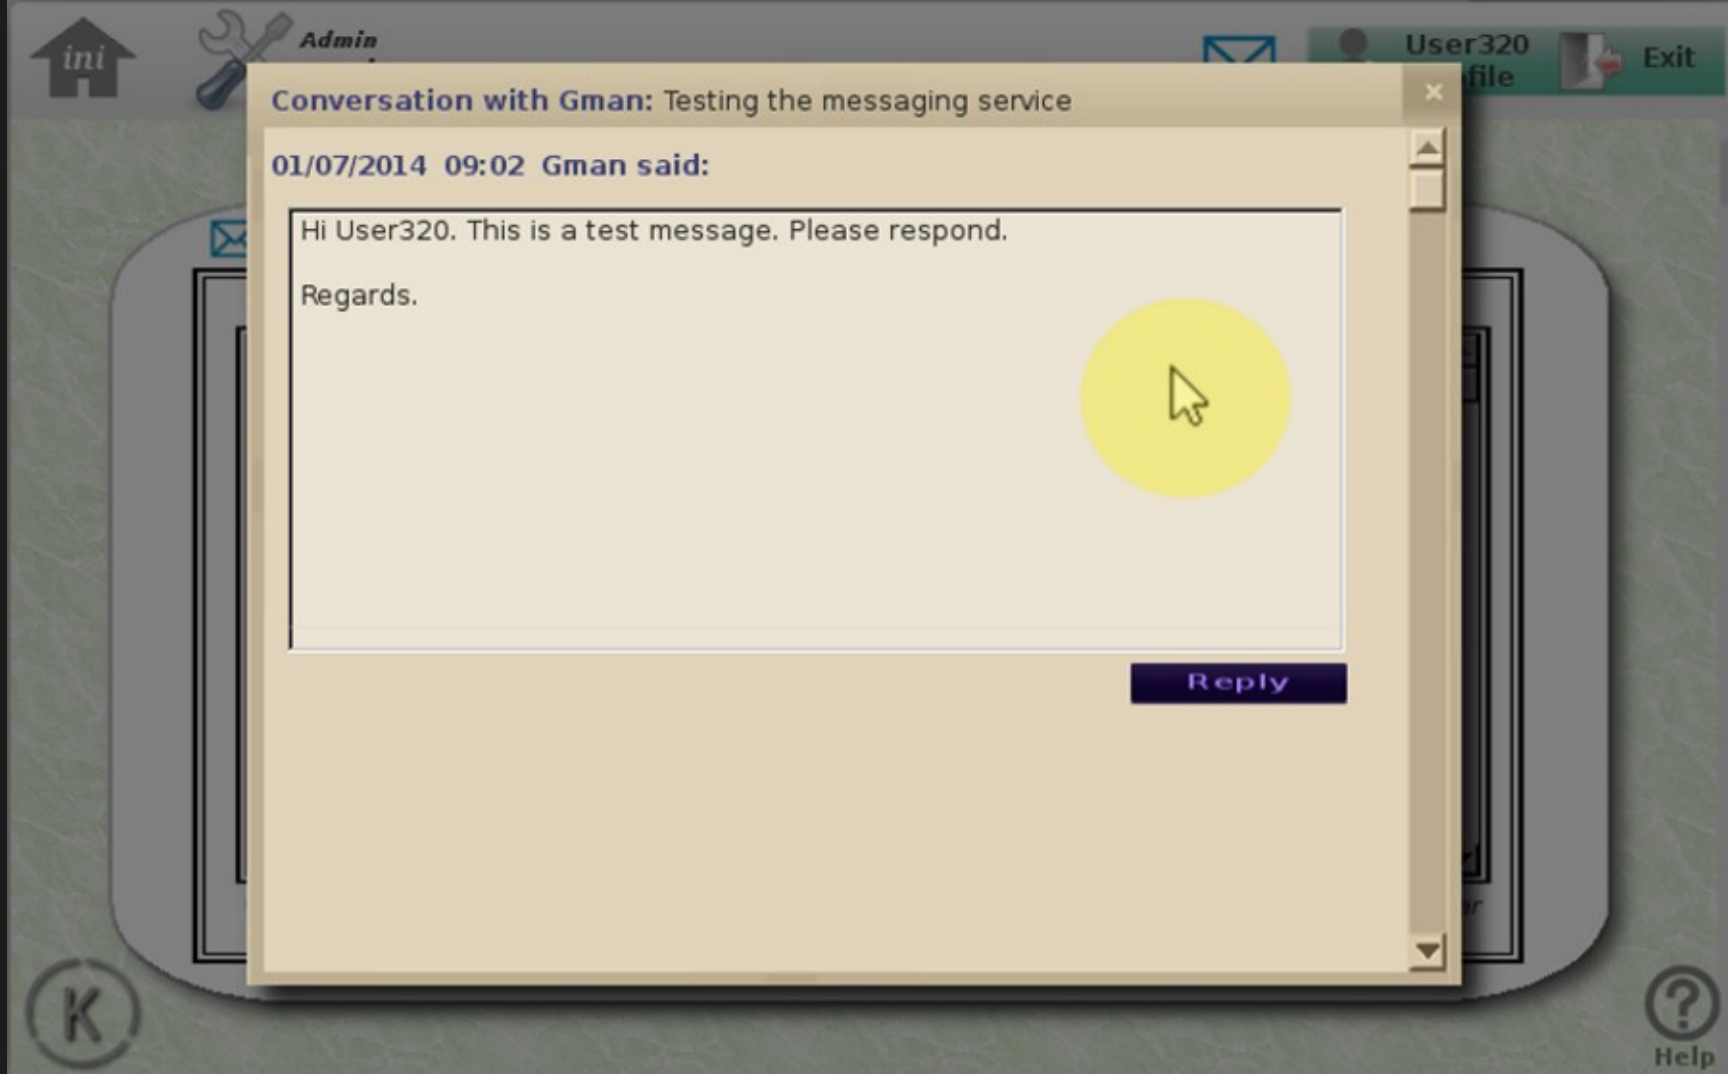 ini
Admin
User320
file
Exit
Conversation with Gman: Testing the messaging service
×
01/07/2014 09:02 Gman said:
Hi User320. This is a test message. Please respond.
Regards.
Reply
K
?
Help